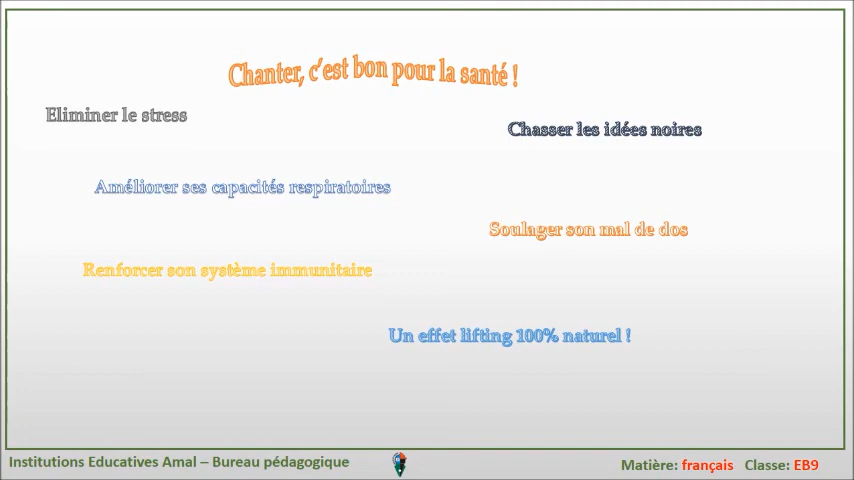 Chanter, c'est bon pour la santé !
Eliminer le stress
Chasser les idées noires
Améliorer ses capacités respiratoires
Soulager son mal de dos
Renforcer son système immunitaire
Un effet lifting 100% naturel !
Institutions Educatives Amal – Bureau pédagogique
Matière: français Classe: EB9